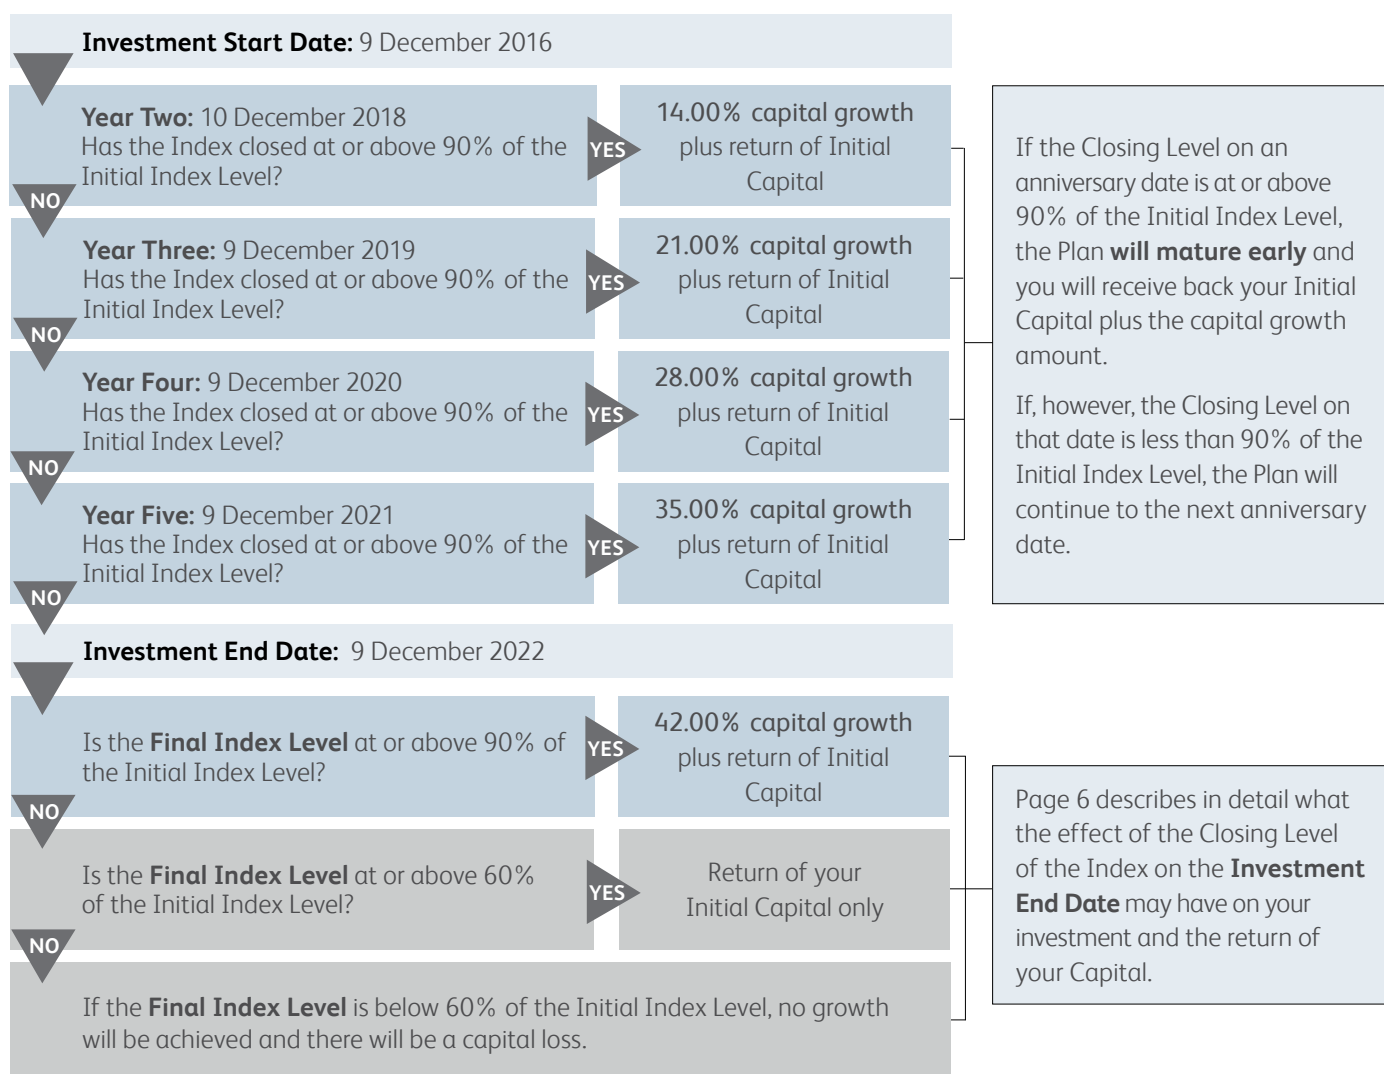 Investment Start Date: 9 December 2016
Year Two: 10 December 2018
Has the Index closed at or above 90% of the
Initial Index Level?
YES
14.00% capital growth
plus return of Initial
Capital
NO
Year Three: 9 December 2019
Has the Index closed at or above 90% of the
Initial Index Level?
YES
21.00% capital growth
plus return of Initial
Capital
NO
Year Four: 9 December 2020
Has the Index closed at or above 90% of the
Initial Index Level?
YES
28.00% capital growth
plus return of Initial
Capital
NO
Year Five: 9 December 2021
Has the Index closed at or above 90% of the
Initial Index Level?
YES
35.00% capital growth
plus return of Initial
Capital
NO
If the Closing Level on an
anniversary date is at or above
90% of the Initial Index Level,
the Plan will mature early and
you will receive back your Initial
Capital plus the capital growth
amount.
If, however, the Closing Level on
that date is less than 90% of the
Initial Index Level, the Plan will
continue to the next anniversary
date.
Investment End Date: 9 December 2022
Is the Final Index Level at or above 90% of
the Initial Index Level?
YES
42.00% capital growth
plus return of Initial
Capital
NO
Is the Final Index Level at or above 60%
of the Initial Index Level?
YES
Return of your
Initial Capital only
NO
If the Final Index Level is below 60% of the Initial Index Level, no growth
will be achieved and there will be a capital loss.
Page 6 describes in detail what
the effect of the Closing Level
of the Index on the Investment
End Date may have on your
investment and the return of
your Capital.